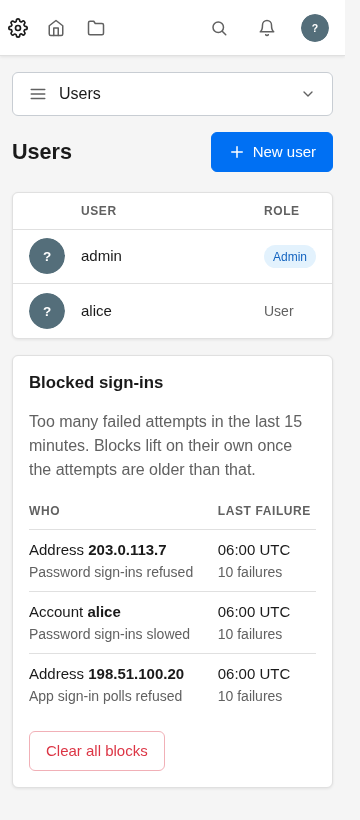 ?
Users
Users
New user
USER ROLE
? admin Admin
? alice User
Blocked sign-ins
Too many failed attempts in the last 15
minutes. Blocks lift on their own once
the attempts are older than that.
WHO LAST FAILURE
Address 203.0.113.7 06:00 UTC
Password sign-ins refused 10 failures
Account alice 06:00 UTC
Password sign-ins slowed 10 failures
Address 198.51.100.20 06:00 UTC
App sign-in polls refused 10 failures
Clear all blocks